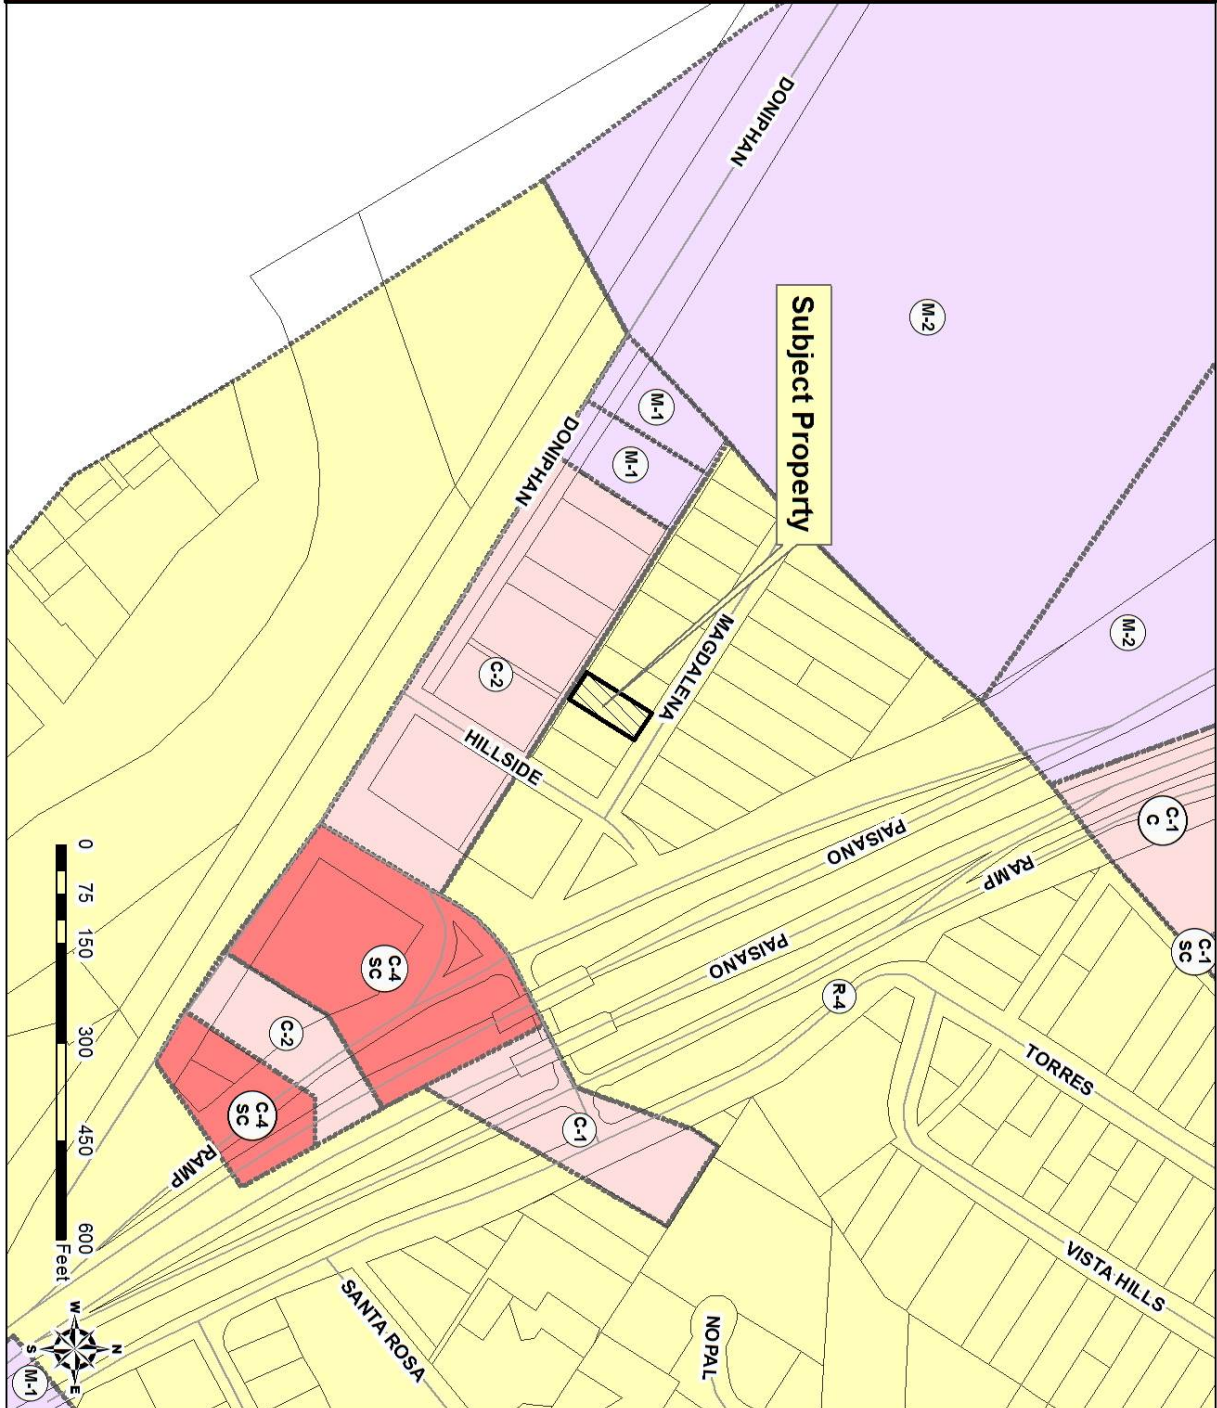 DONIPHAN
M-2
Subject Property
M-1
M-1
M-2
DONIPHAN
MAGDALENA
C-2
HILLSIDE
PAISANO
RAMP
C-1
C
C-1
SC
PAISANO
R-4
C-4
SC
C-2
TORRES
C-4
SC
C-1
RAMP
VISTA HILLS
SANTA ROSA
NOPAL
0 75 150 300 450 600
Feet
W
N
S
E
M-1